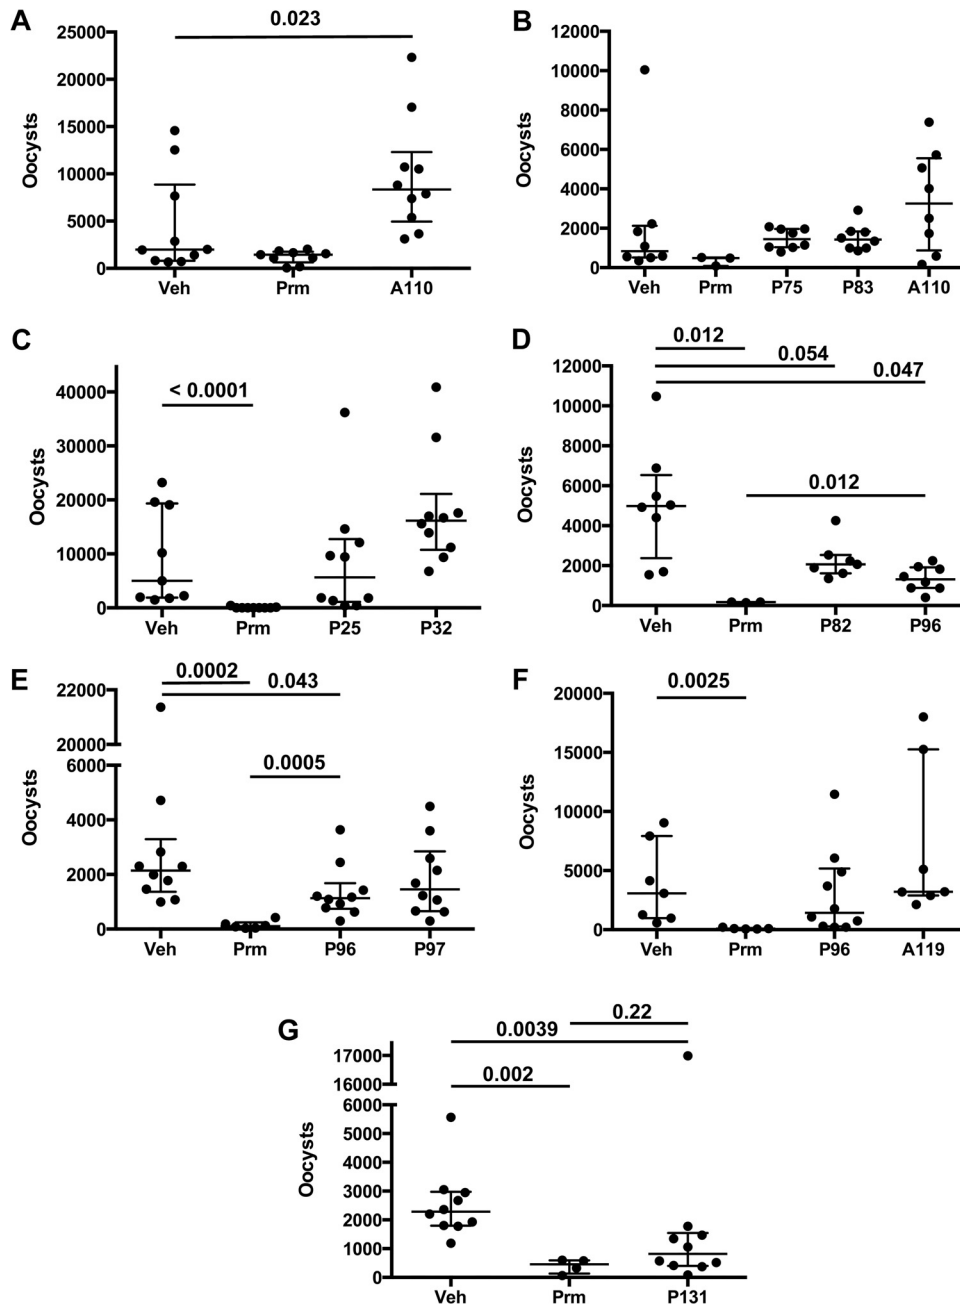 A
0.023
25000
20000
15000
10000
5000
0
Oocysts
Veh Prm A110
B
12000
10000
8000
6000
4000
2000
0
Oocysts
Veh Prm P75 P83 A110
C
< 0.0001
40000
30000
20000
10000
0
Oocysts
Veh Prm P25 P32
D
0.012
0.054
0.047
0.012
12000
10000
8000
6000
4000
2000
0
Oocysts
Veh Prm P82 P96
E
0.0002
0.043
0.0005
22000
20000
6000
4000
2000
0
Oocysts
Veh Prm P96 P97
F
0.0025
20000
15000
10000
5000
0
Oocysts
Veh Prm P96 A119
G
0.22
0.0039
0.002
17000
16000
6000
5000
4000
3000
2000
1000
0
Oocysts
Veh Prm P131